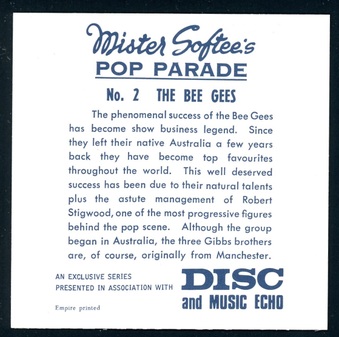 Mister Softee's
POP PARADE
No. 2 THE BEE GEES
The phenomenal success of the Bee Gees
has become show business legend. Since
they left their native Australia a few years
back they have become top favourites
throughout the world. This well deserved
success has been due to their natural talents
plus the astute management of Robert
Stigwood, one of the most progressive figures
behind the pop scene. Although the group
began in Australia, the three Gibbs brothers
are, of course, originally from Manchester.
AN EXCLUSIVE SERIES
PRESENTED IN ASSOCIATION WITH
DISC
and MUSIC ECHO
Empire printed